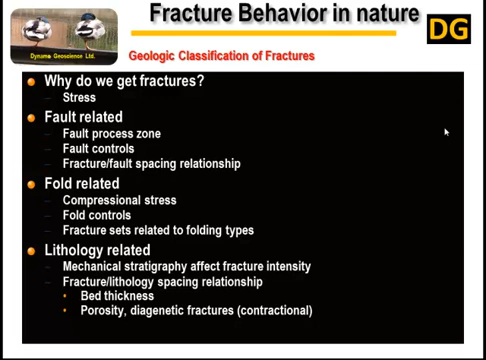 Fracture Behavior in nature
DG
Dynamo Geoscience Ltd.
Geologic Classification of Fractures
Why do we get fractures?
Stress
Fault related
Fault process zone
Fault controls
Fracture/fault spacing relationship
Fold related
Compressional stress
Fold controls
Fracture sets related to folding types
Lithology related
Mechanical stratigraphy affect fracture intensity
Fracture/lithology spacing relationship
Bed thickness
Porosity, diagenetic fractures (contractional)